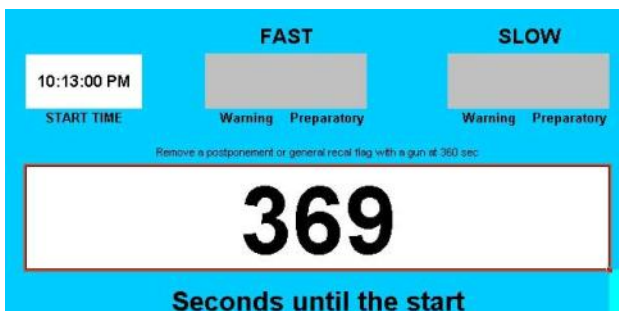 FAST SLOW
10:13:00 PM
START TIME Warning Preparatory Warning Preparatory
Remove a postponement or general recal flag with a gun at 360 sec
369
Seconds until the start